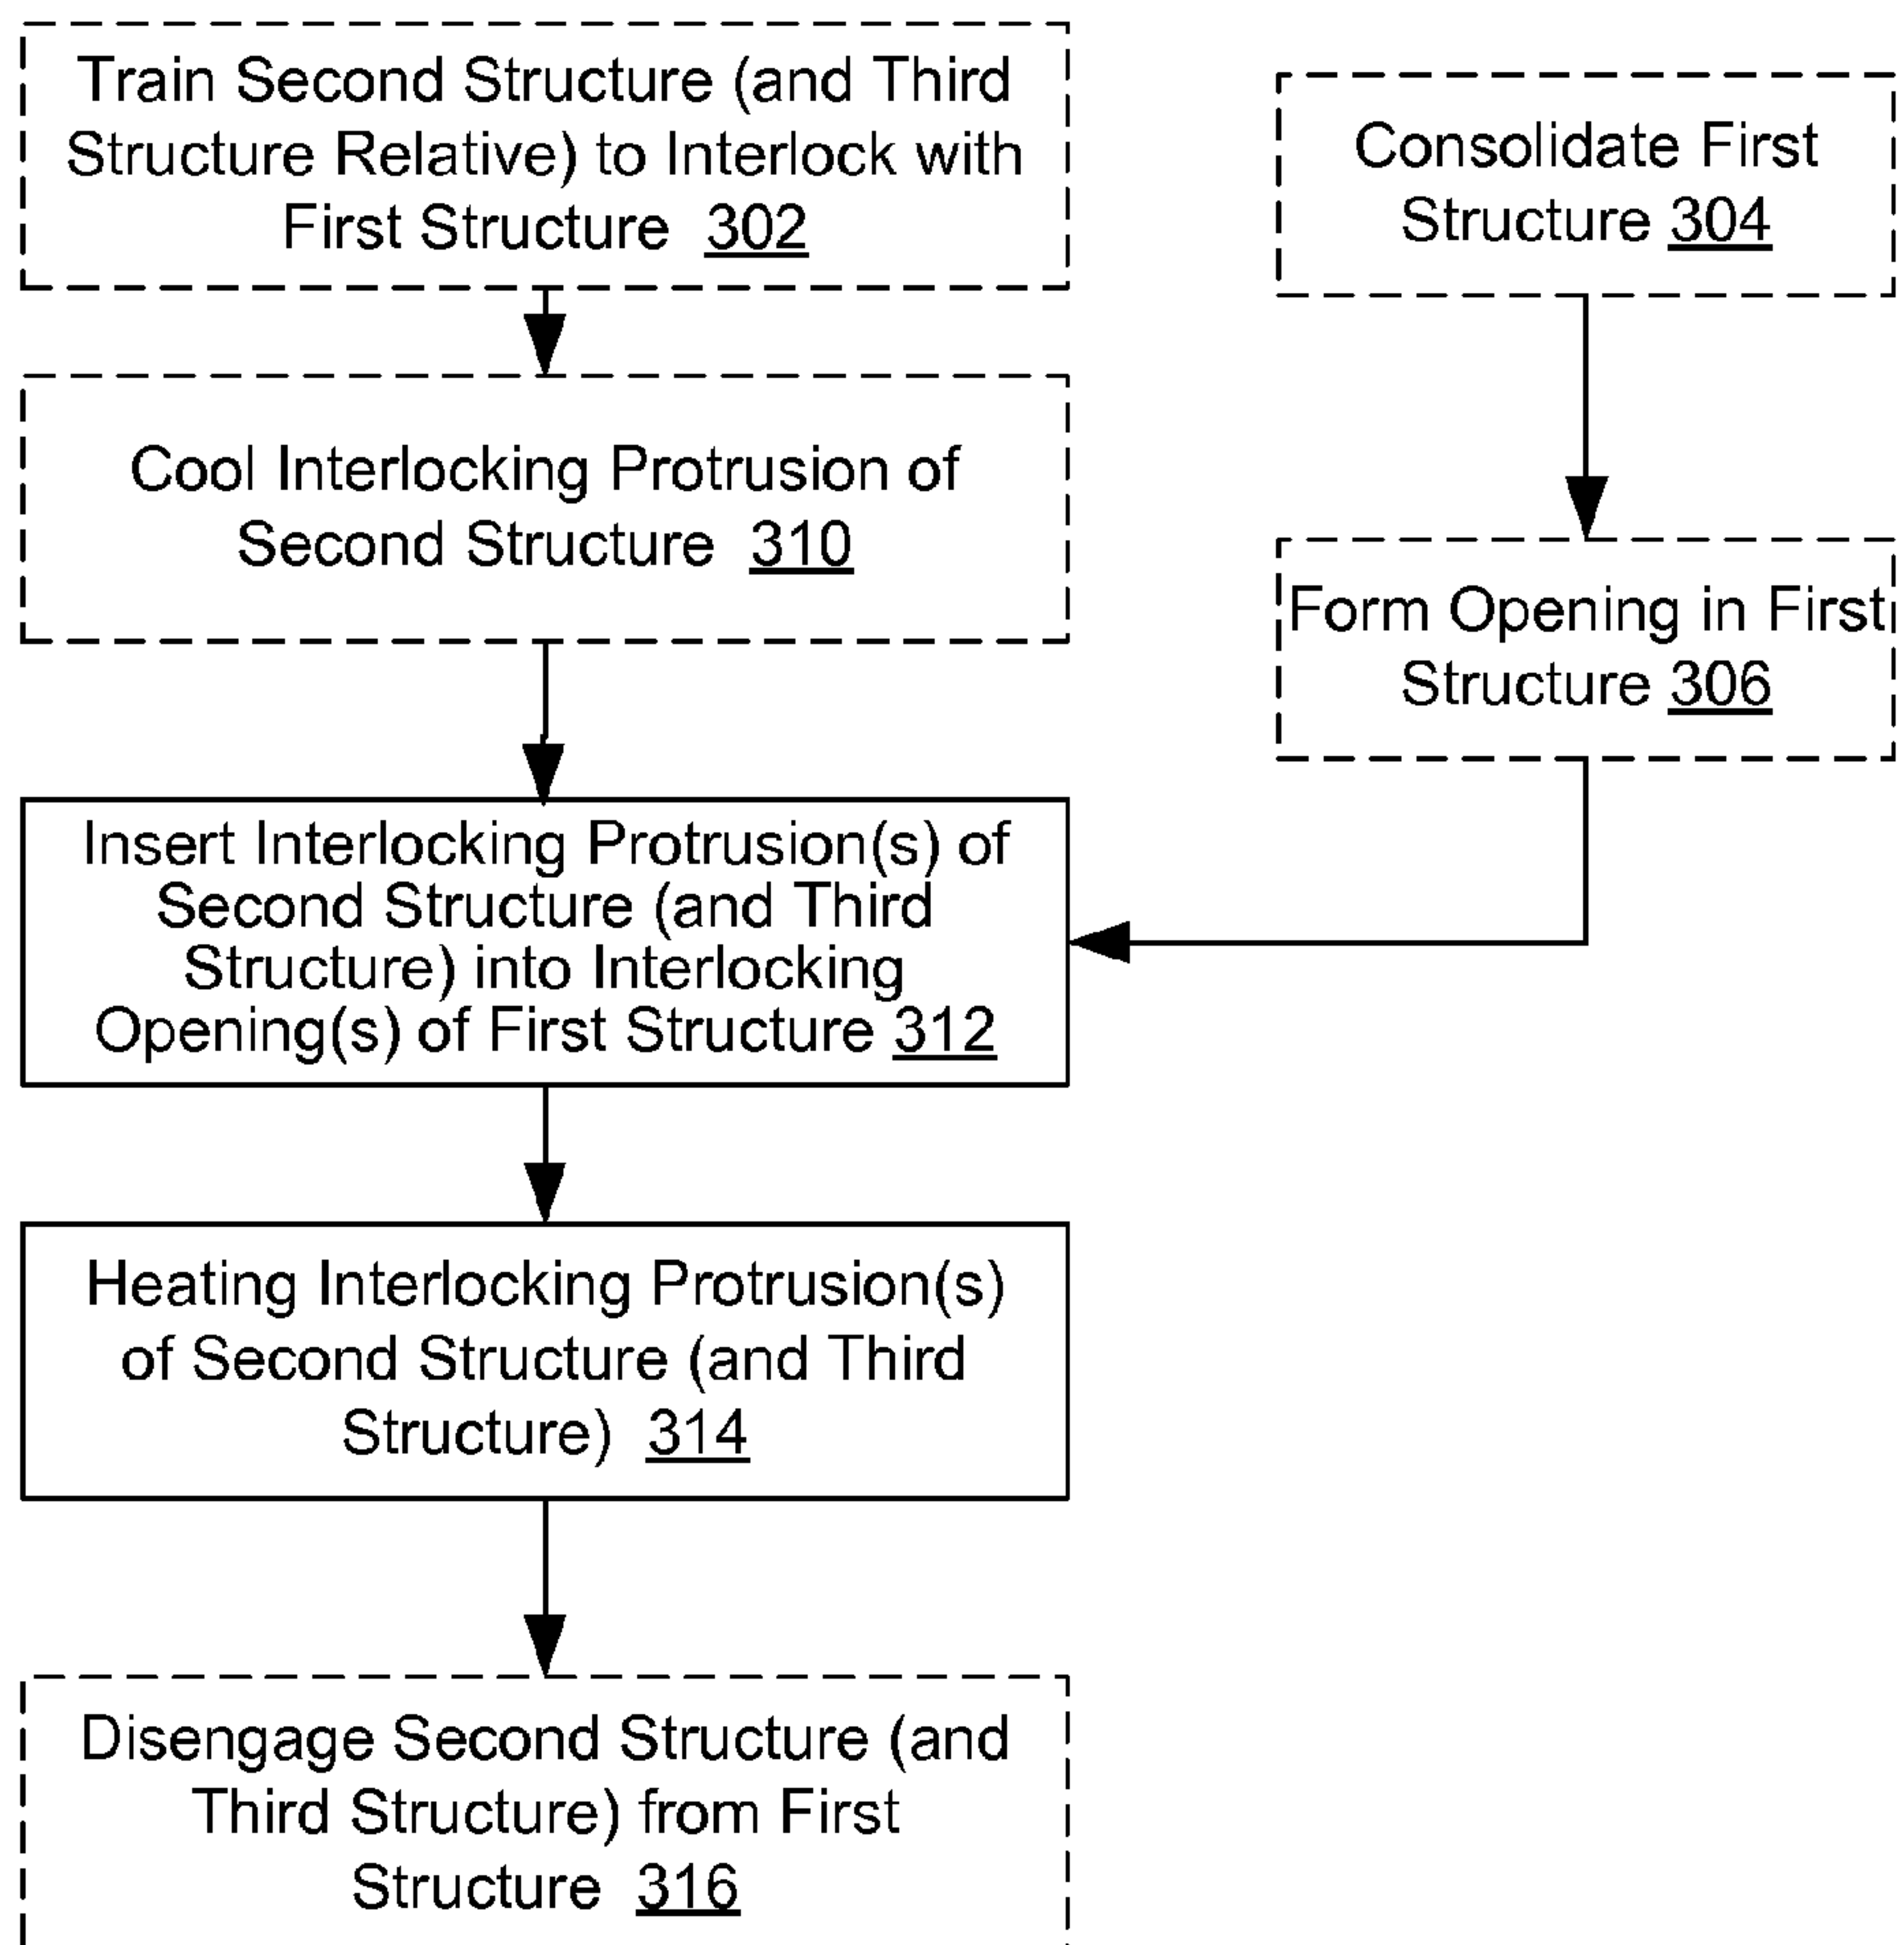 Train Second Structure (and Third
Structure Relative) to Interlock with
First Structure 302
Consolidate First
Structure 304
Cool Interlocking Protrusion of
Second Structure 310
Form Opening in First
Structure 306
Insert Interlocking Protrusion(s) of
Second Structure (and Third
Structure) into Interlocking
Opening(s) of First Structure 312
Heating Interlocking Protrusion(s)
of Second Structure (and Third
Structure) 314
Disengage Second Structure (and
Third Structure) from First
Structure 316